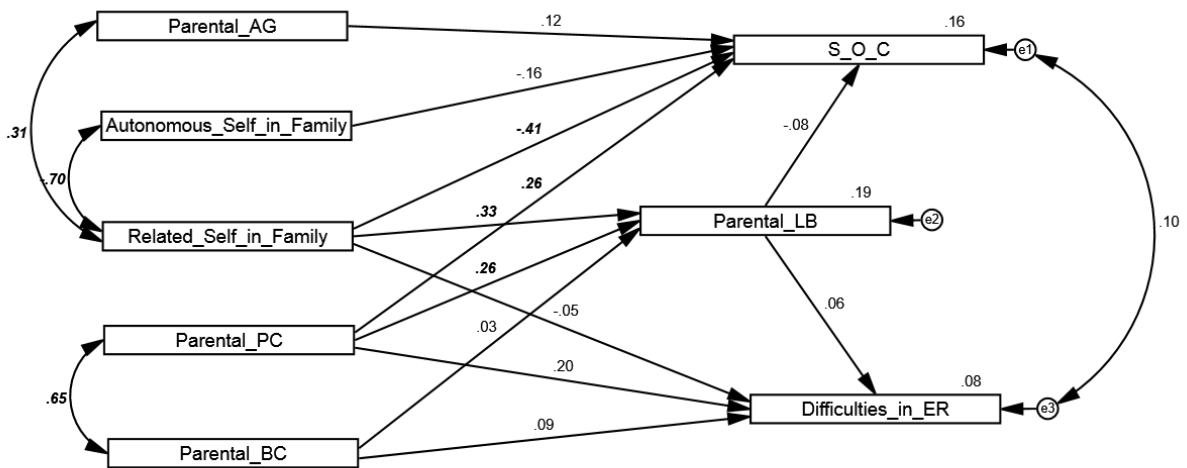 Parental_AG
.12
.16
S_O_C
e1
-.16
Autonomous_Self_in_Family
.31
-.41
-.08
-.70
.26
.19
.33
Parental_LB
e2
Related_Self_in_Family
.10
.26
-.05
.06
.03
Parental_PC
.20
.08
.65
Difficulties_in_ER
e3
.09
Parental_BC